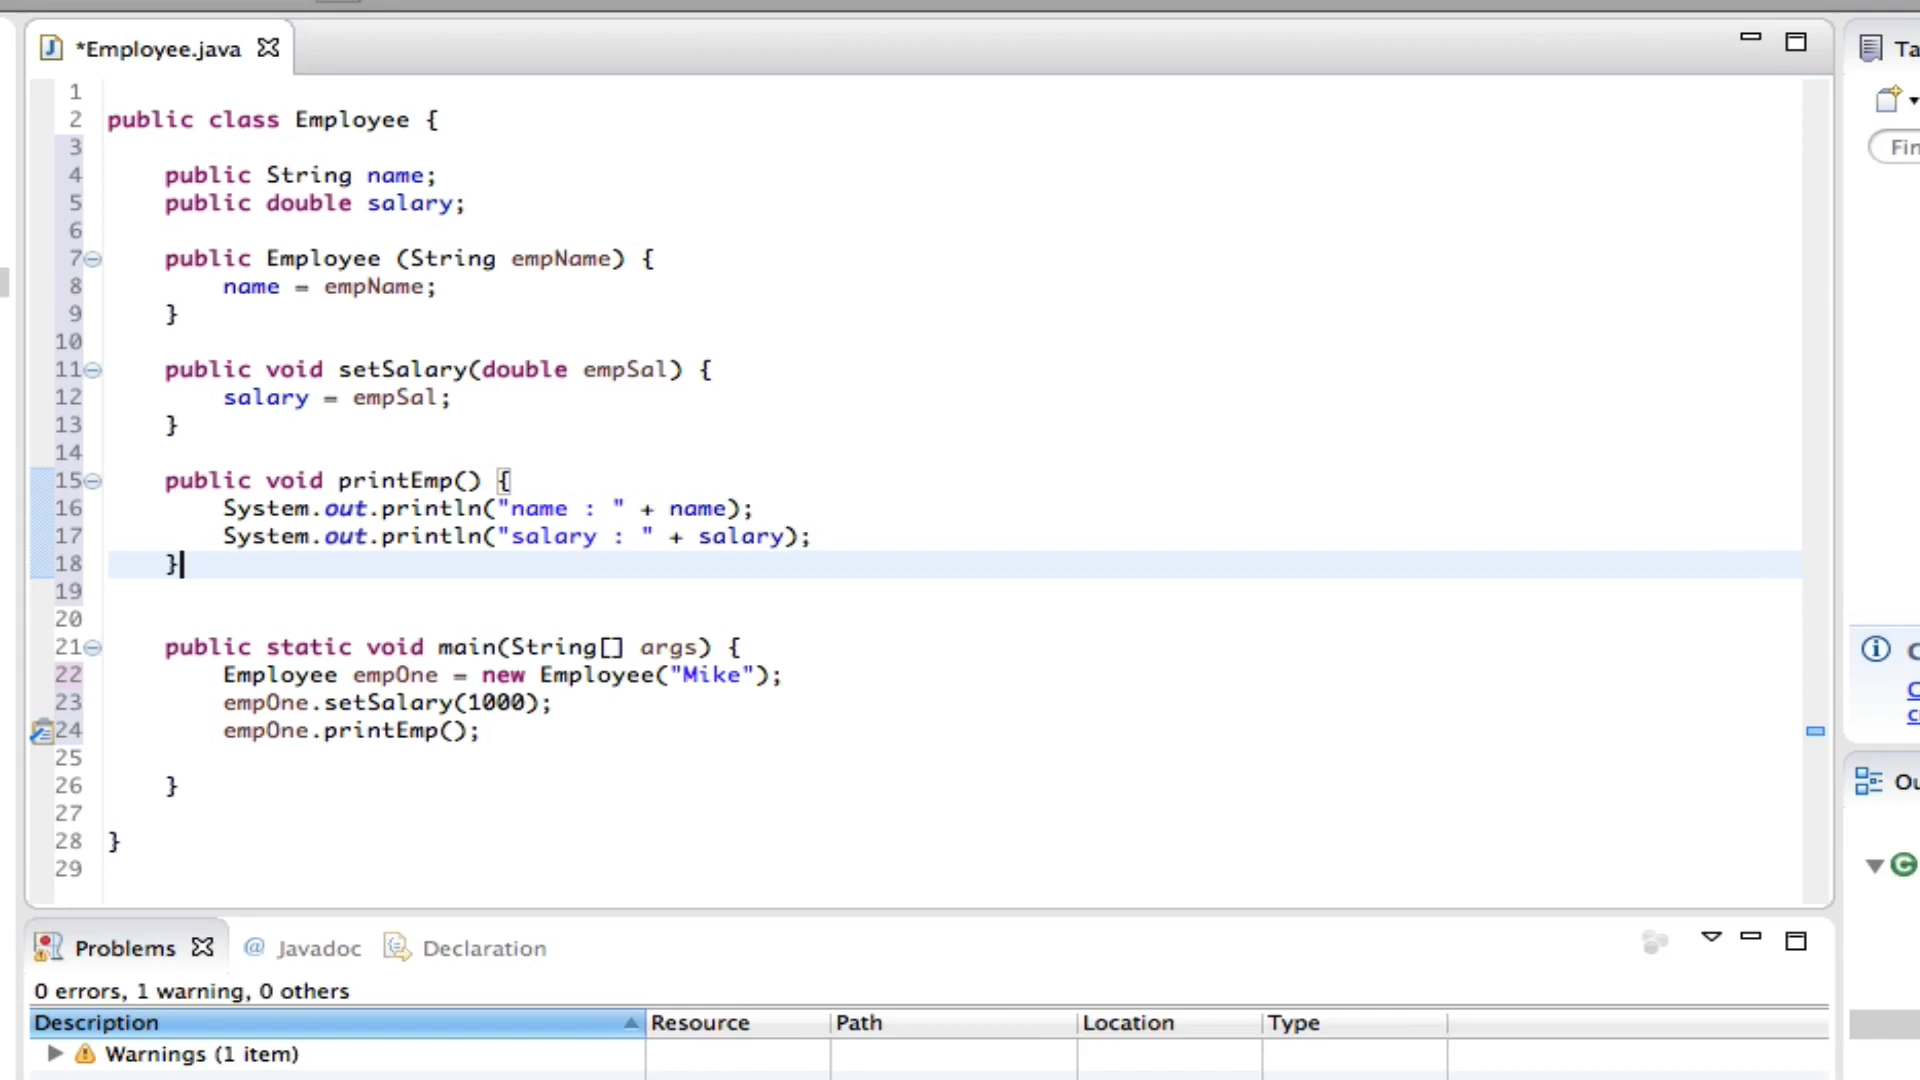 *Employee.java
Ta
1
2 public class Employee {
3
4 public String name;
5 public double salary;
6
7 public Employee (String empName) {
8 name = empName;
9 }
10
11 public void setSalary(double empSal) {
12 salary = empSal;
13 }
14
15 public void printEmp() {
16 System.out.println("name : " + name);
17 System.out.println("salary : " + salary);
18 }
19
20
21 public static void main(String[] args) {
22 Employee empOne = new Employee("Mike");
23 empOne.setSalary(1000);
24 empOne.printEmp();
25
26 }
27
28 }
29
Fin
Ou
Problems @ Javadoc Declaration
0 errors, 1 warning, 0 others
Description Resource Path Location Type
Warnings (1 item)